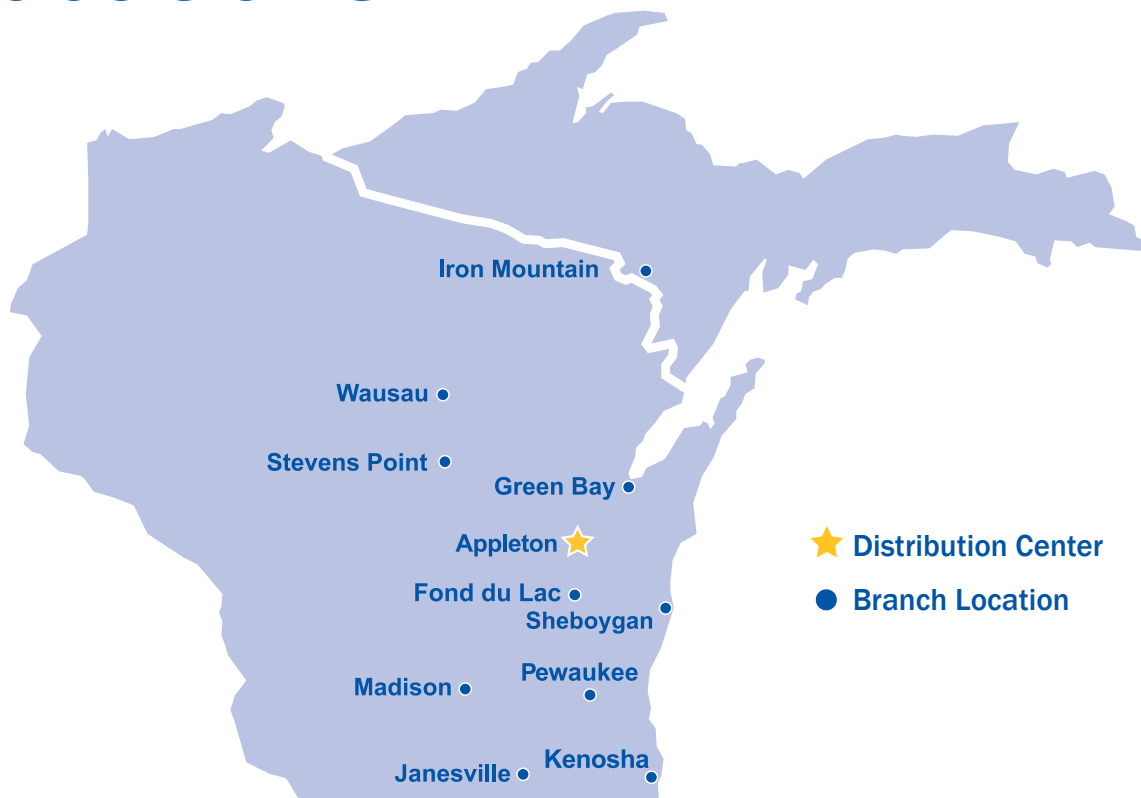 Iron Mountain
Wausau
Stevens Point
Green Bay
Appleton
Distribution Center
Fond du Lac
Branch Location
Sheboygan
Pewaukee
Madison
Kenosha
Janesville